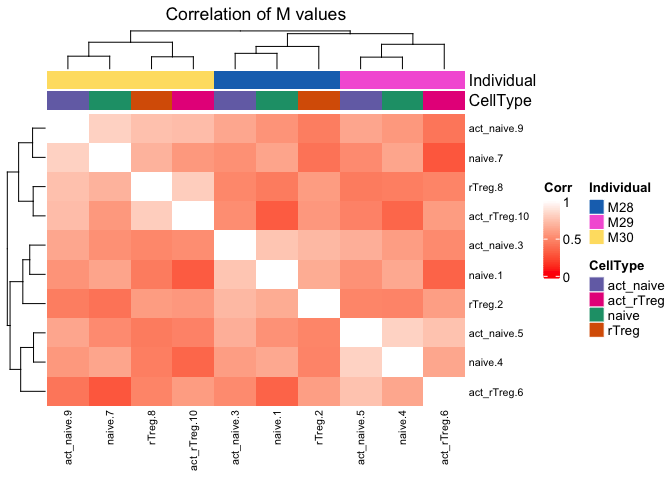 Correlation of M values
Individual
CellType
act_naive.9
naive.7
rTreg.8
act_rTreg.10
act_naive.3
naive.1
rTreg.2
act_naive.5
naive.4
act_rTreg.6
act_naive.9
naive.7
rTreg.8
act_rTreg.10
act_naive.3
naive.1
rTreg.2
act_naive.5
naive.4
act_rTreg.6
Corr
1
0.5
0
Individual
M28
M29
M30
CellType
act_naive
act_rTreg
naive
rTreg